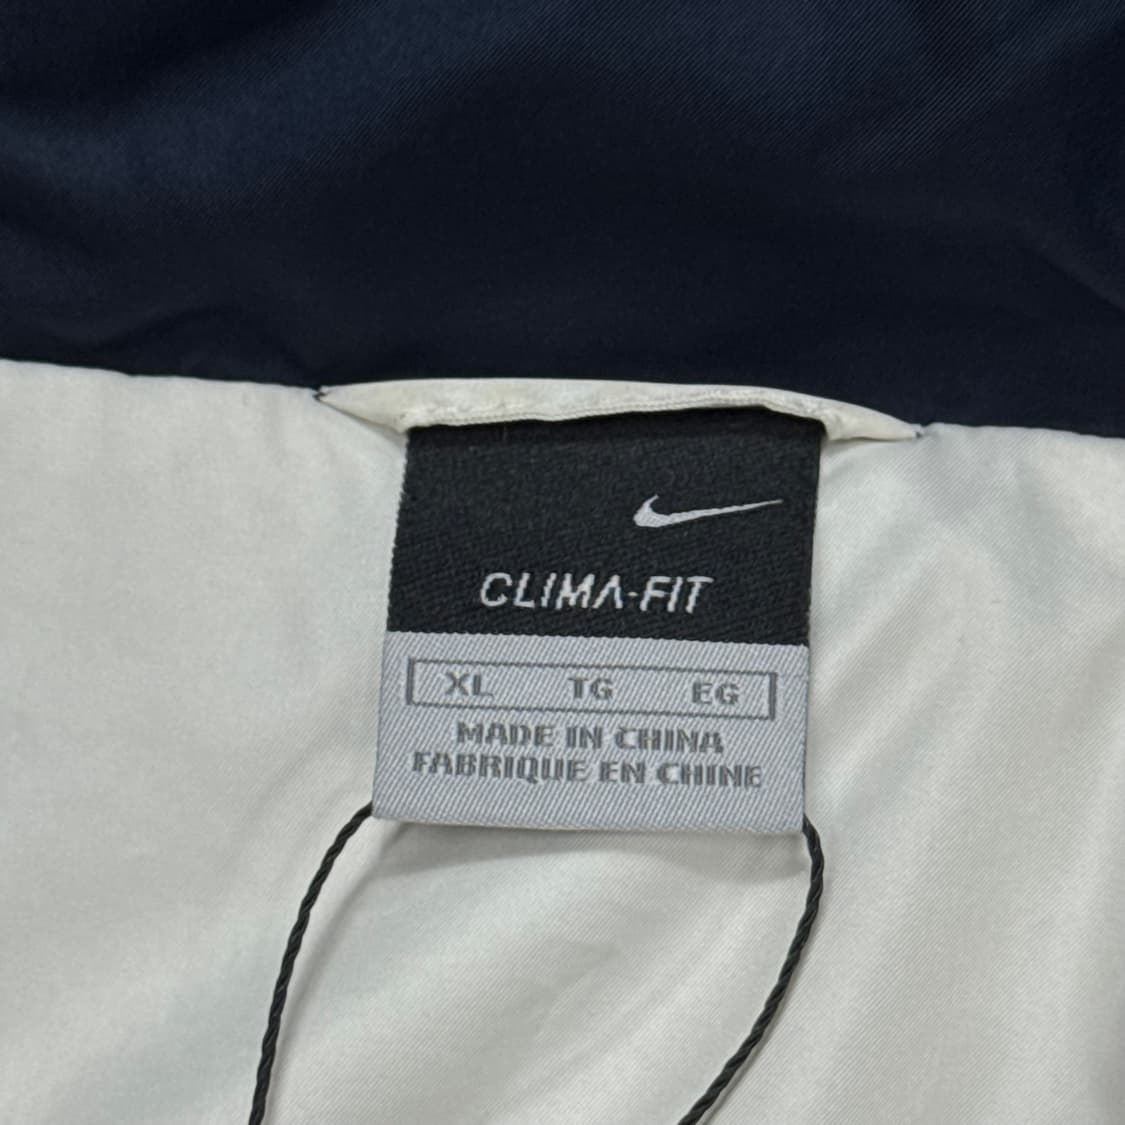 CLIMA-FIT
XL TG EG
MADE IN CHINA
FABRIQUE EN CHINE